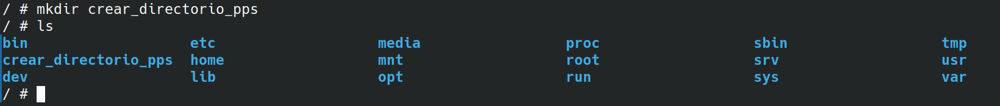 / # mkdir crear_directorio_pps
/ # ls
bin etc media proc sbin tmp
crear_directorio_pps home mnt root srv usr
dev lib opt run sys var
/ #